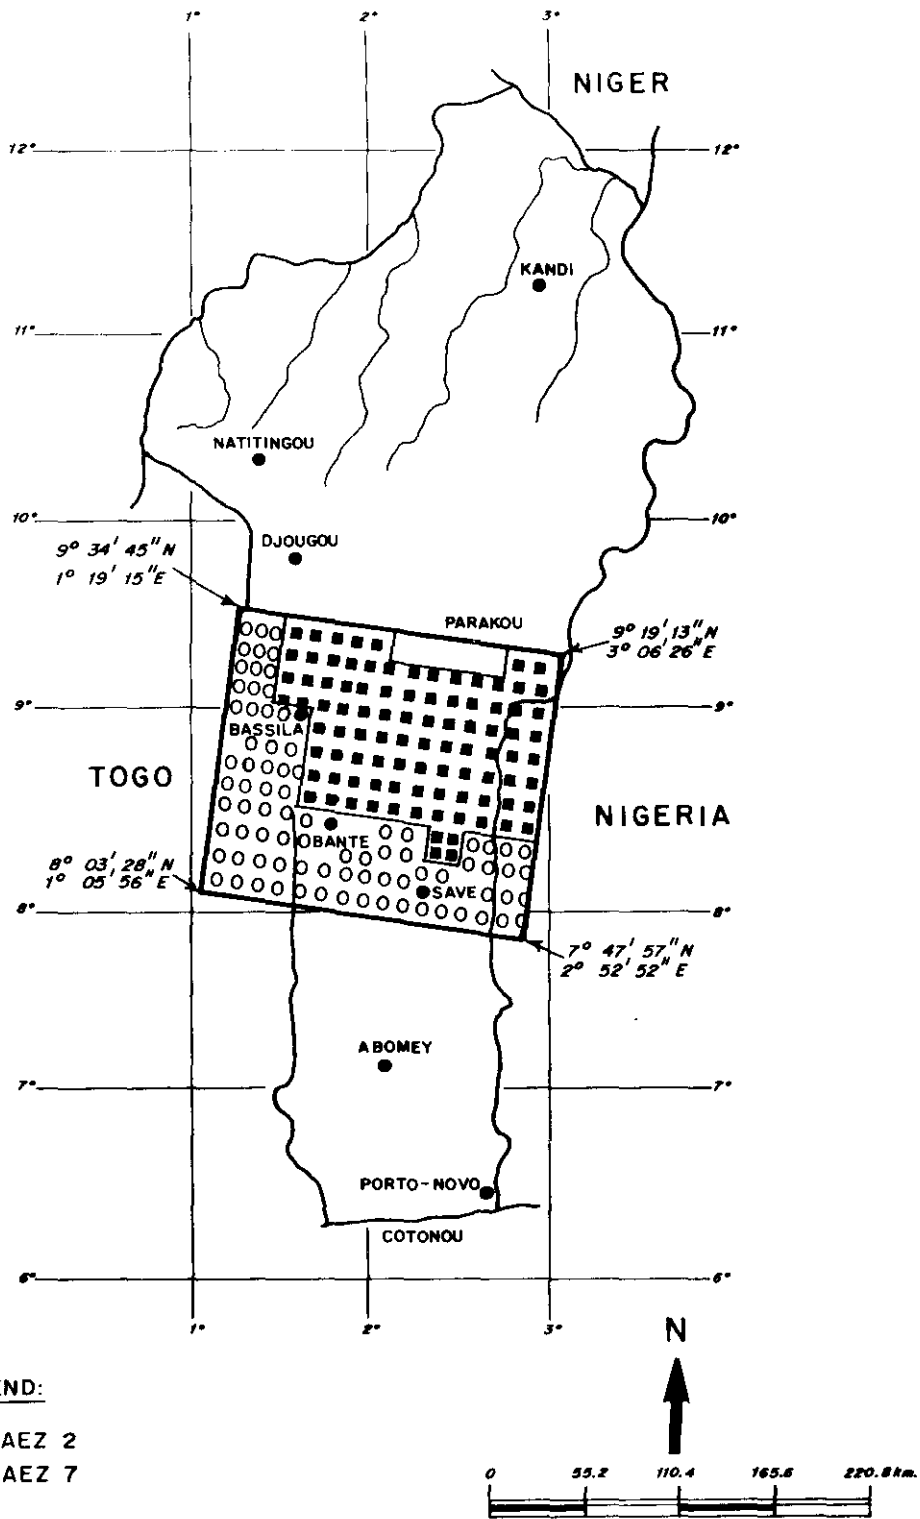 1° 2° 3°
NIGER
12° 12°
KANDI
11° 11°
NATITINGOU
10° 10°
DJOUGOU
9° 34' 45" N
1° 19' 15" E
PARAKOU
9° 19' 13" N
3° 06' 26" E
9° 9°
BASSILA
TOGO
NIGERIA
BANTE
8° 03' 28" N
1° 05' 56" E
SAVE
8° 8°
7° 47' 57" N
2° 52' 52" E
ABOMEY
7° 7°
PORTO-NOVO
COTONOU
6° 6°
1° 2° 3°
N
END:
AEZ 2
AEZ 7
0 55.2 110.4 165.6 220.8 km.